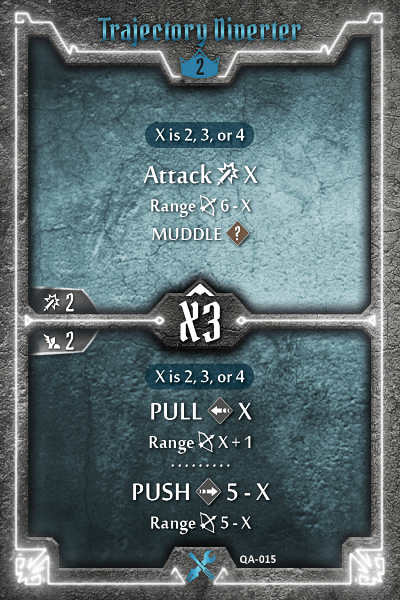 Trajectory Diverter
2
X is 2, 3, or 4
Attack X
Range 6 - X
MUDDLE ?
2
X3
2
X is 2, 3, or 4
PULL X
Range X + 1
PUSH 5 - X
Range 5 - X
QA-015